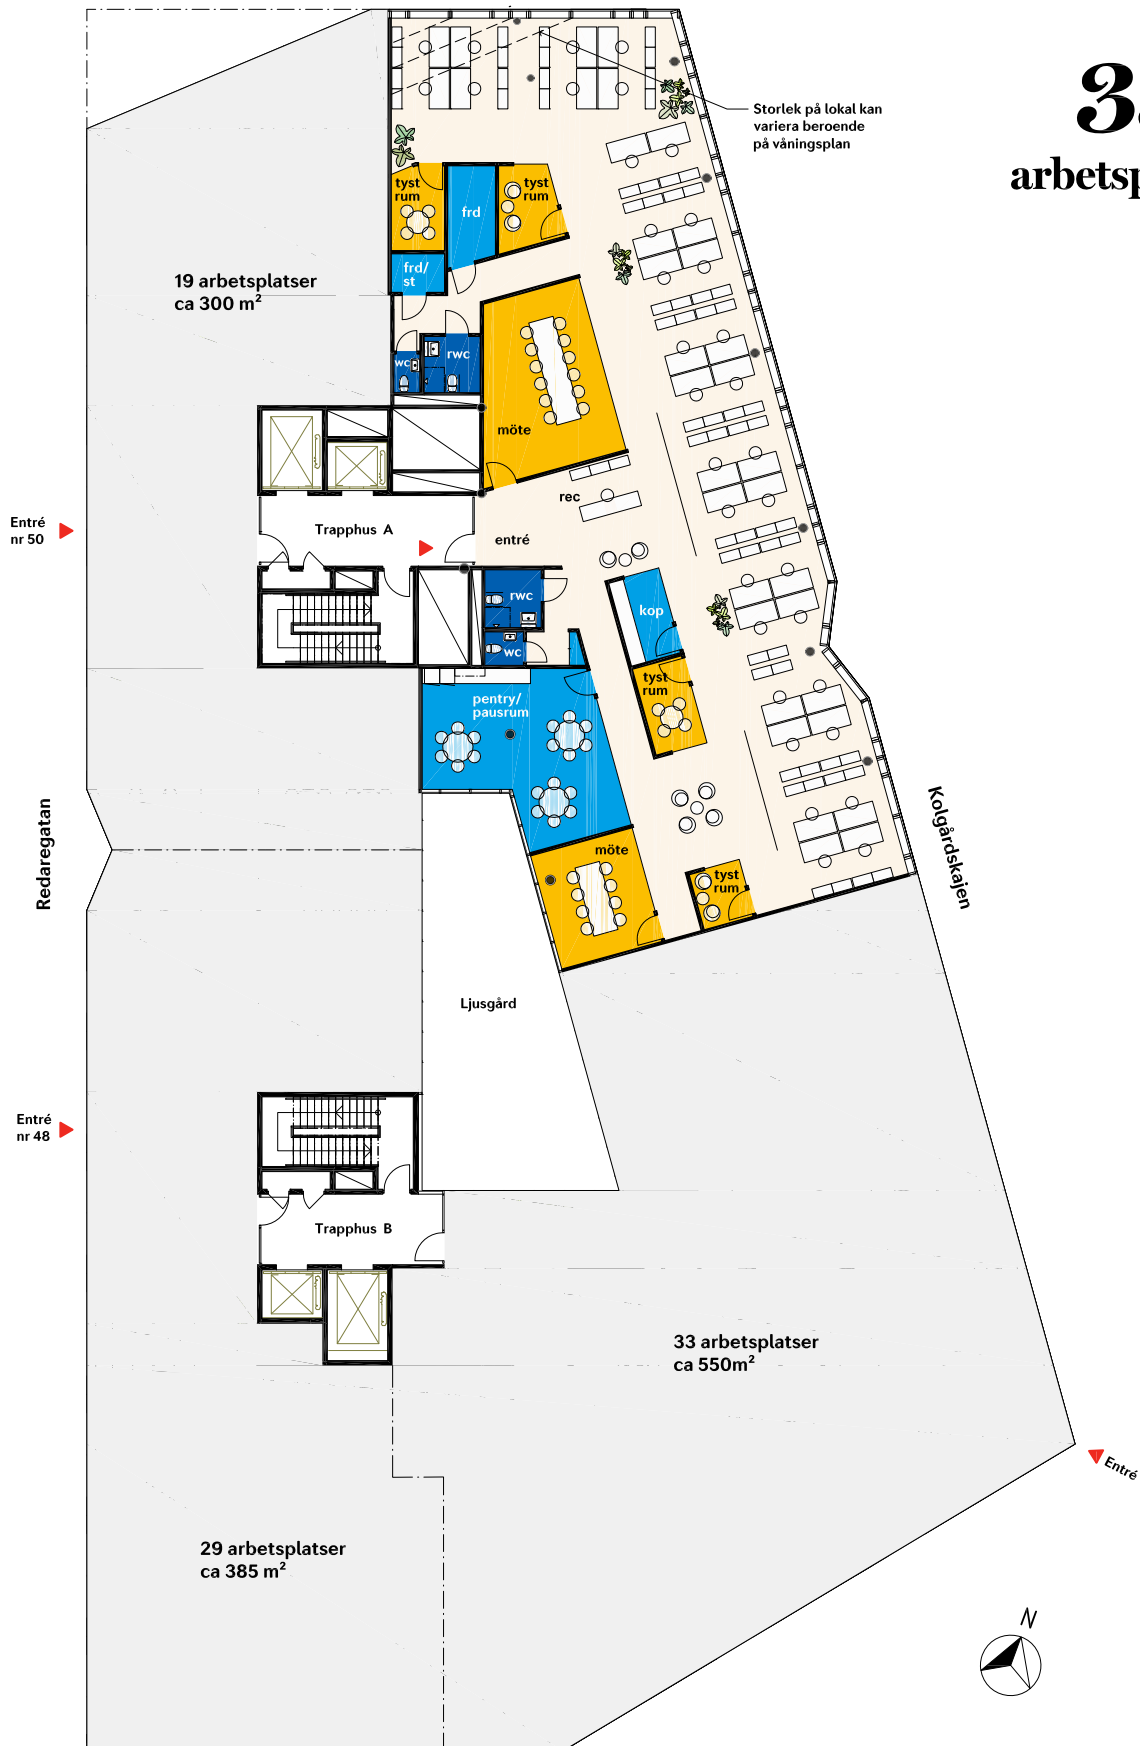 3.
arbetsp
Storlek på lokal kan
variera beroende
på våningsplan
tyst
rum
frd
tyst
rum
frd/
st
19 arbetsplatser
ca 300 m²
wc
rwc
möte
rec
Entré
nr 50
Trapphus A
entré
rwc
kop
wc
tyst
rum
pentry/
pausrum
Redaregatan
Kolgårdskajen
möte
tyst
rum
Ljusgård
Entré
nr 48
Trapphus B
33 arbetsplatser
ca 550m²
Entré
29 arbetsplatser
ca 385 m²
N